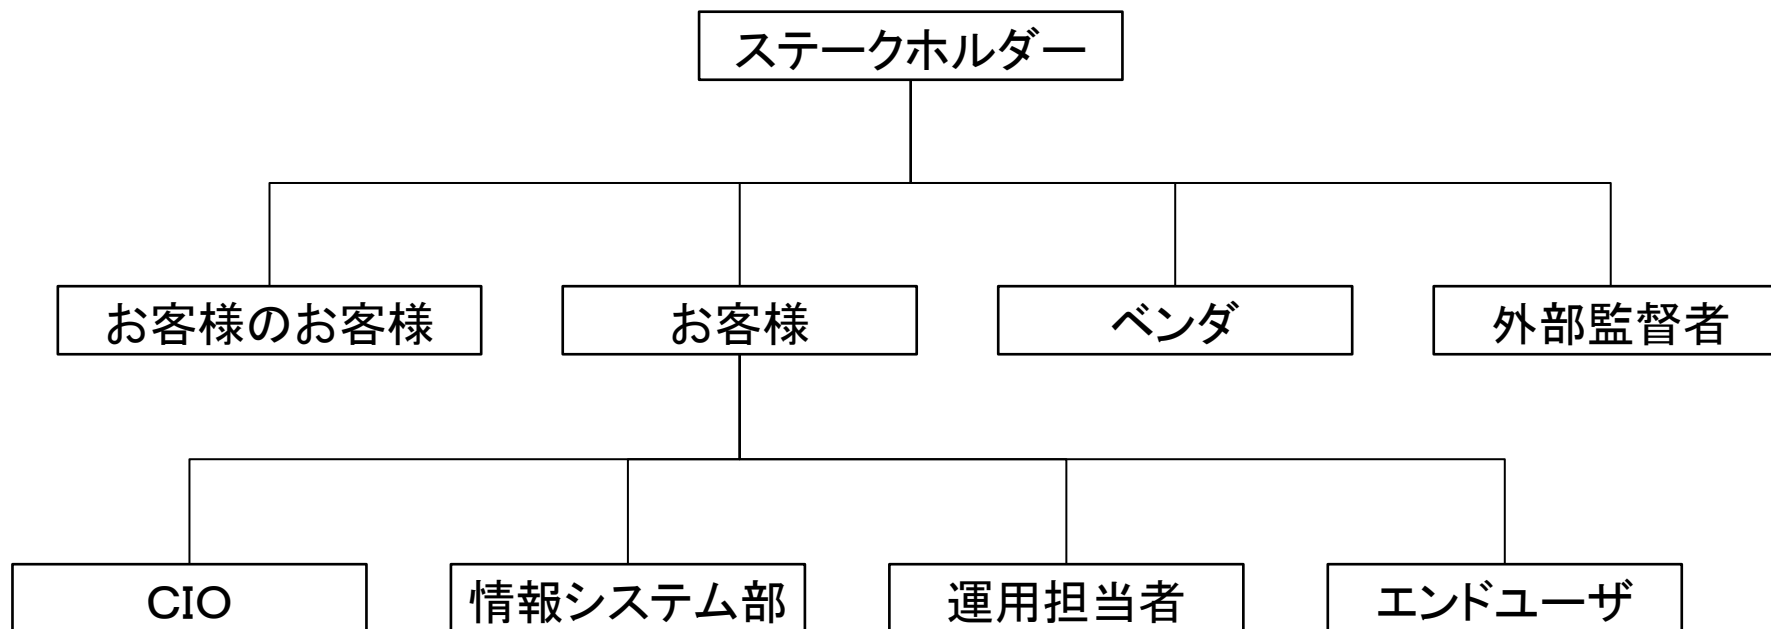 ステークホルダー
お客様のお客様
お客様
ベンダ
外部監督者
CIO
情報システム部
運用担当者
エンドユーザ